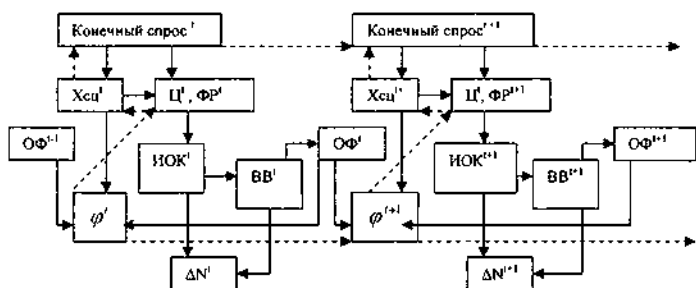 Конечный спрос t
Конечный спрос t+1
Хсц t
Ц t, ФР t
Хсц t+
Ц t, ФР t+1
ОФ t-1
ИОК t
ВВ t
ОФ t
ИОК t+1
ВВ t+1
ОФ t+1
φ t
φ t+1
ΔN t
ΔN t+1